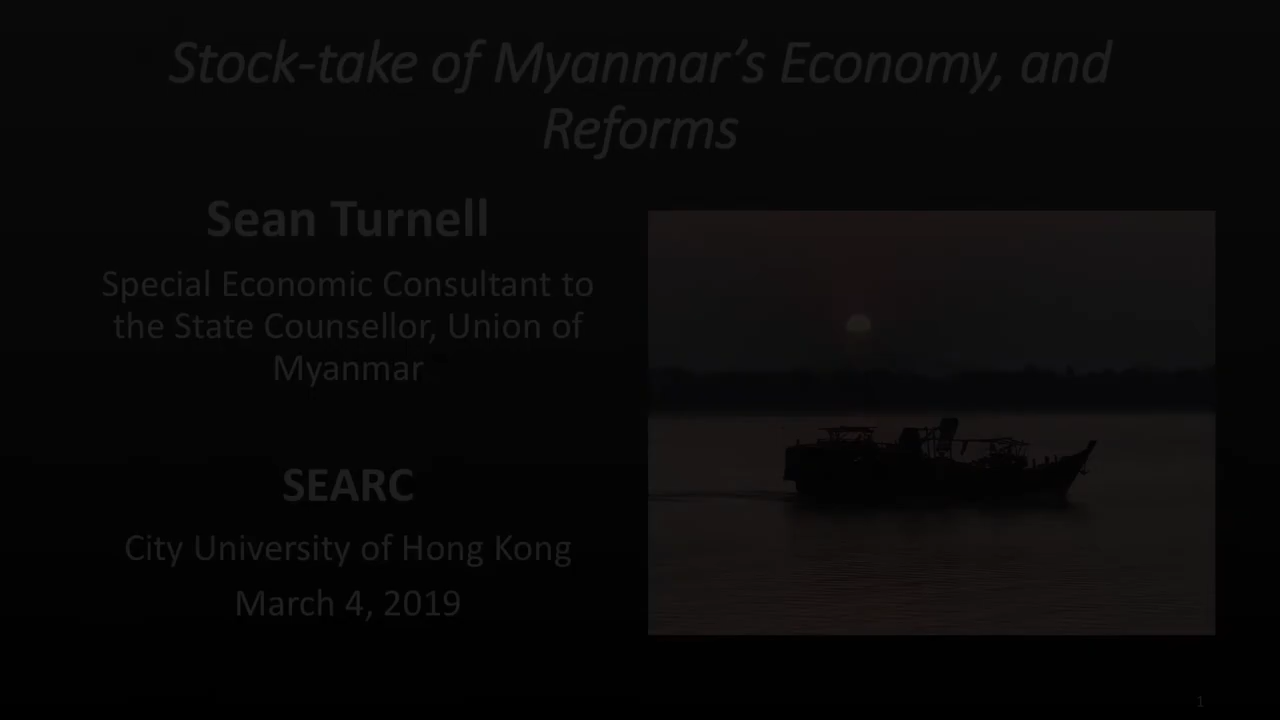 Stock-take of Myanmar’s Economy, and
Reforms
Sean Turnell
Special Economic Consultant to
the State Counsellor, Union of
Myanmar
SEARC
City University of Hong Kong
March 4, 2019
1